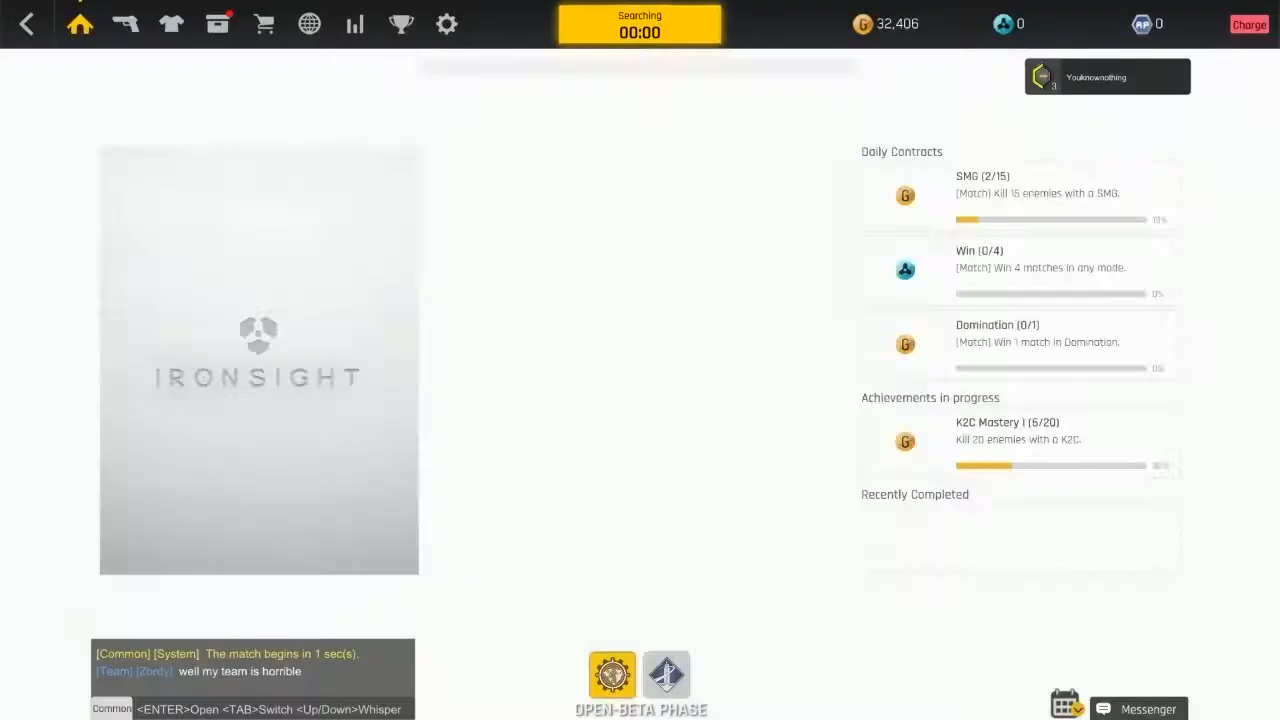 Searching
00:00
G 32,406
0
AP 0
Charge
3 Youknownothing
Daily Contracts
SMG (2/15)
[Match] Kill 15 enemies with a SMG.
G
13%
Win (0/4)
[Match] Win 4 matches in any mode.
0%
Domination (0/1)
[Match] Win 1 match in Domination.
G
0%
IRONSIGHT
Achievements in progress
K2C Mastery I (6/20)
Kill 20 enemies with a K2C.
G
Recently Completed
[Common] [System] The match begins in 1 sec(s).
[Team] [Zordy] well my team is horrible
Common <ENTER>Open <TAB>Switch <Up/Down>Whisper
OPEN-BETA PHASE
Messenger